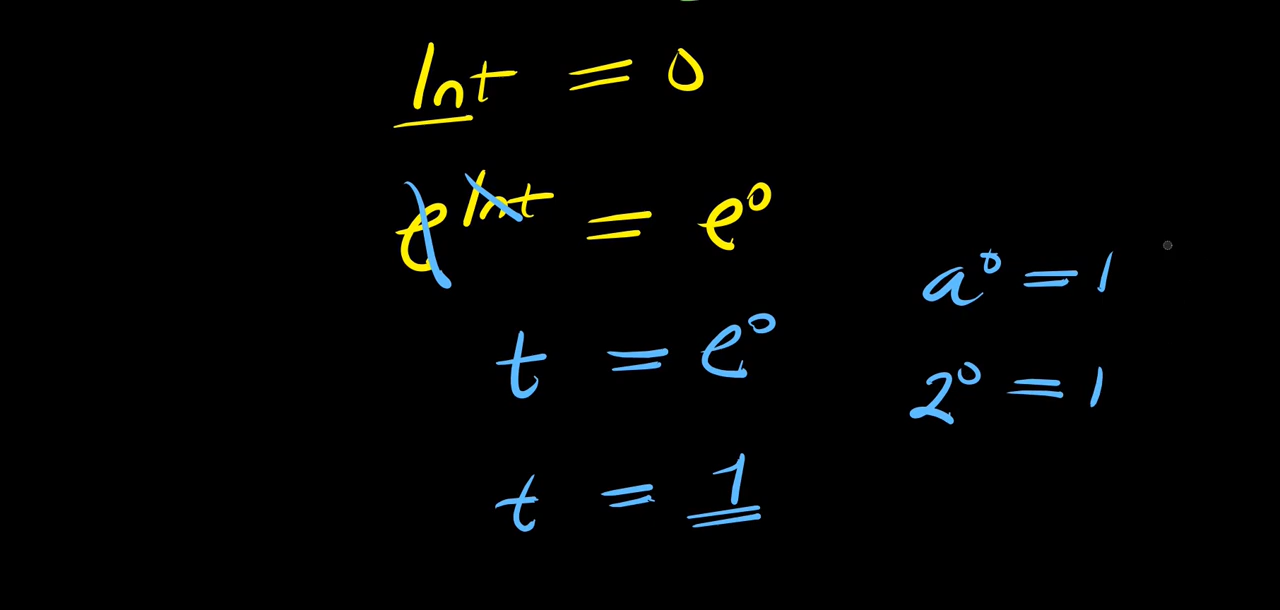 ln t = 0
e^{ln t} = e^0
a^0 = 1
t = e^0
2^0 = 1
t = 1